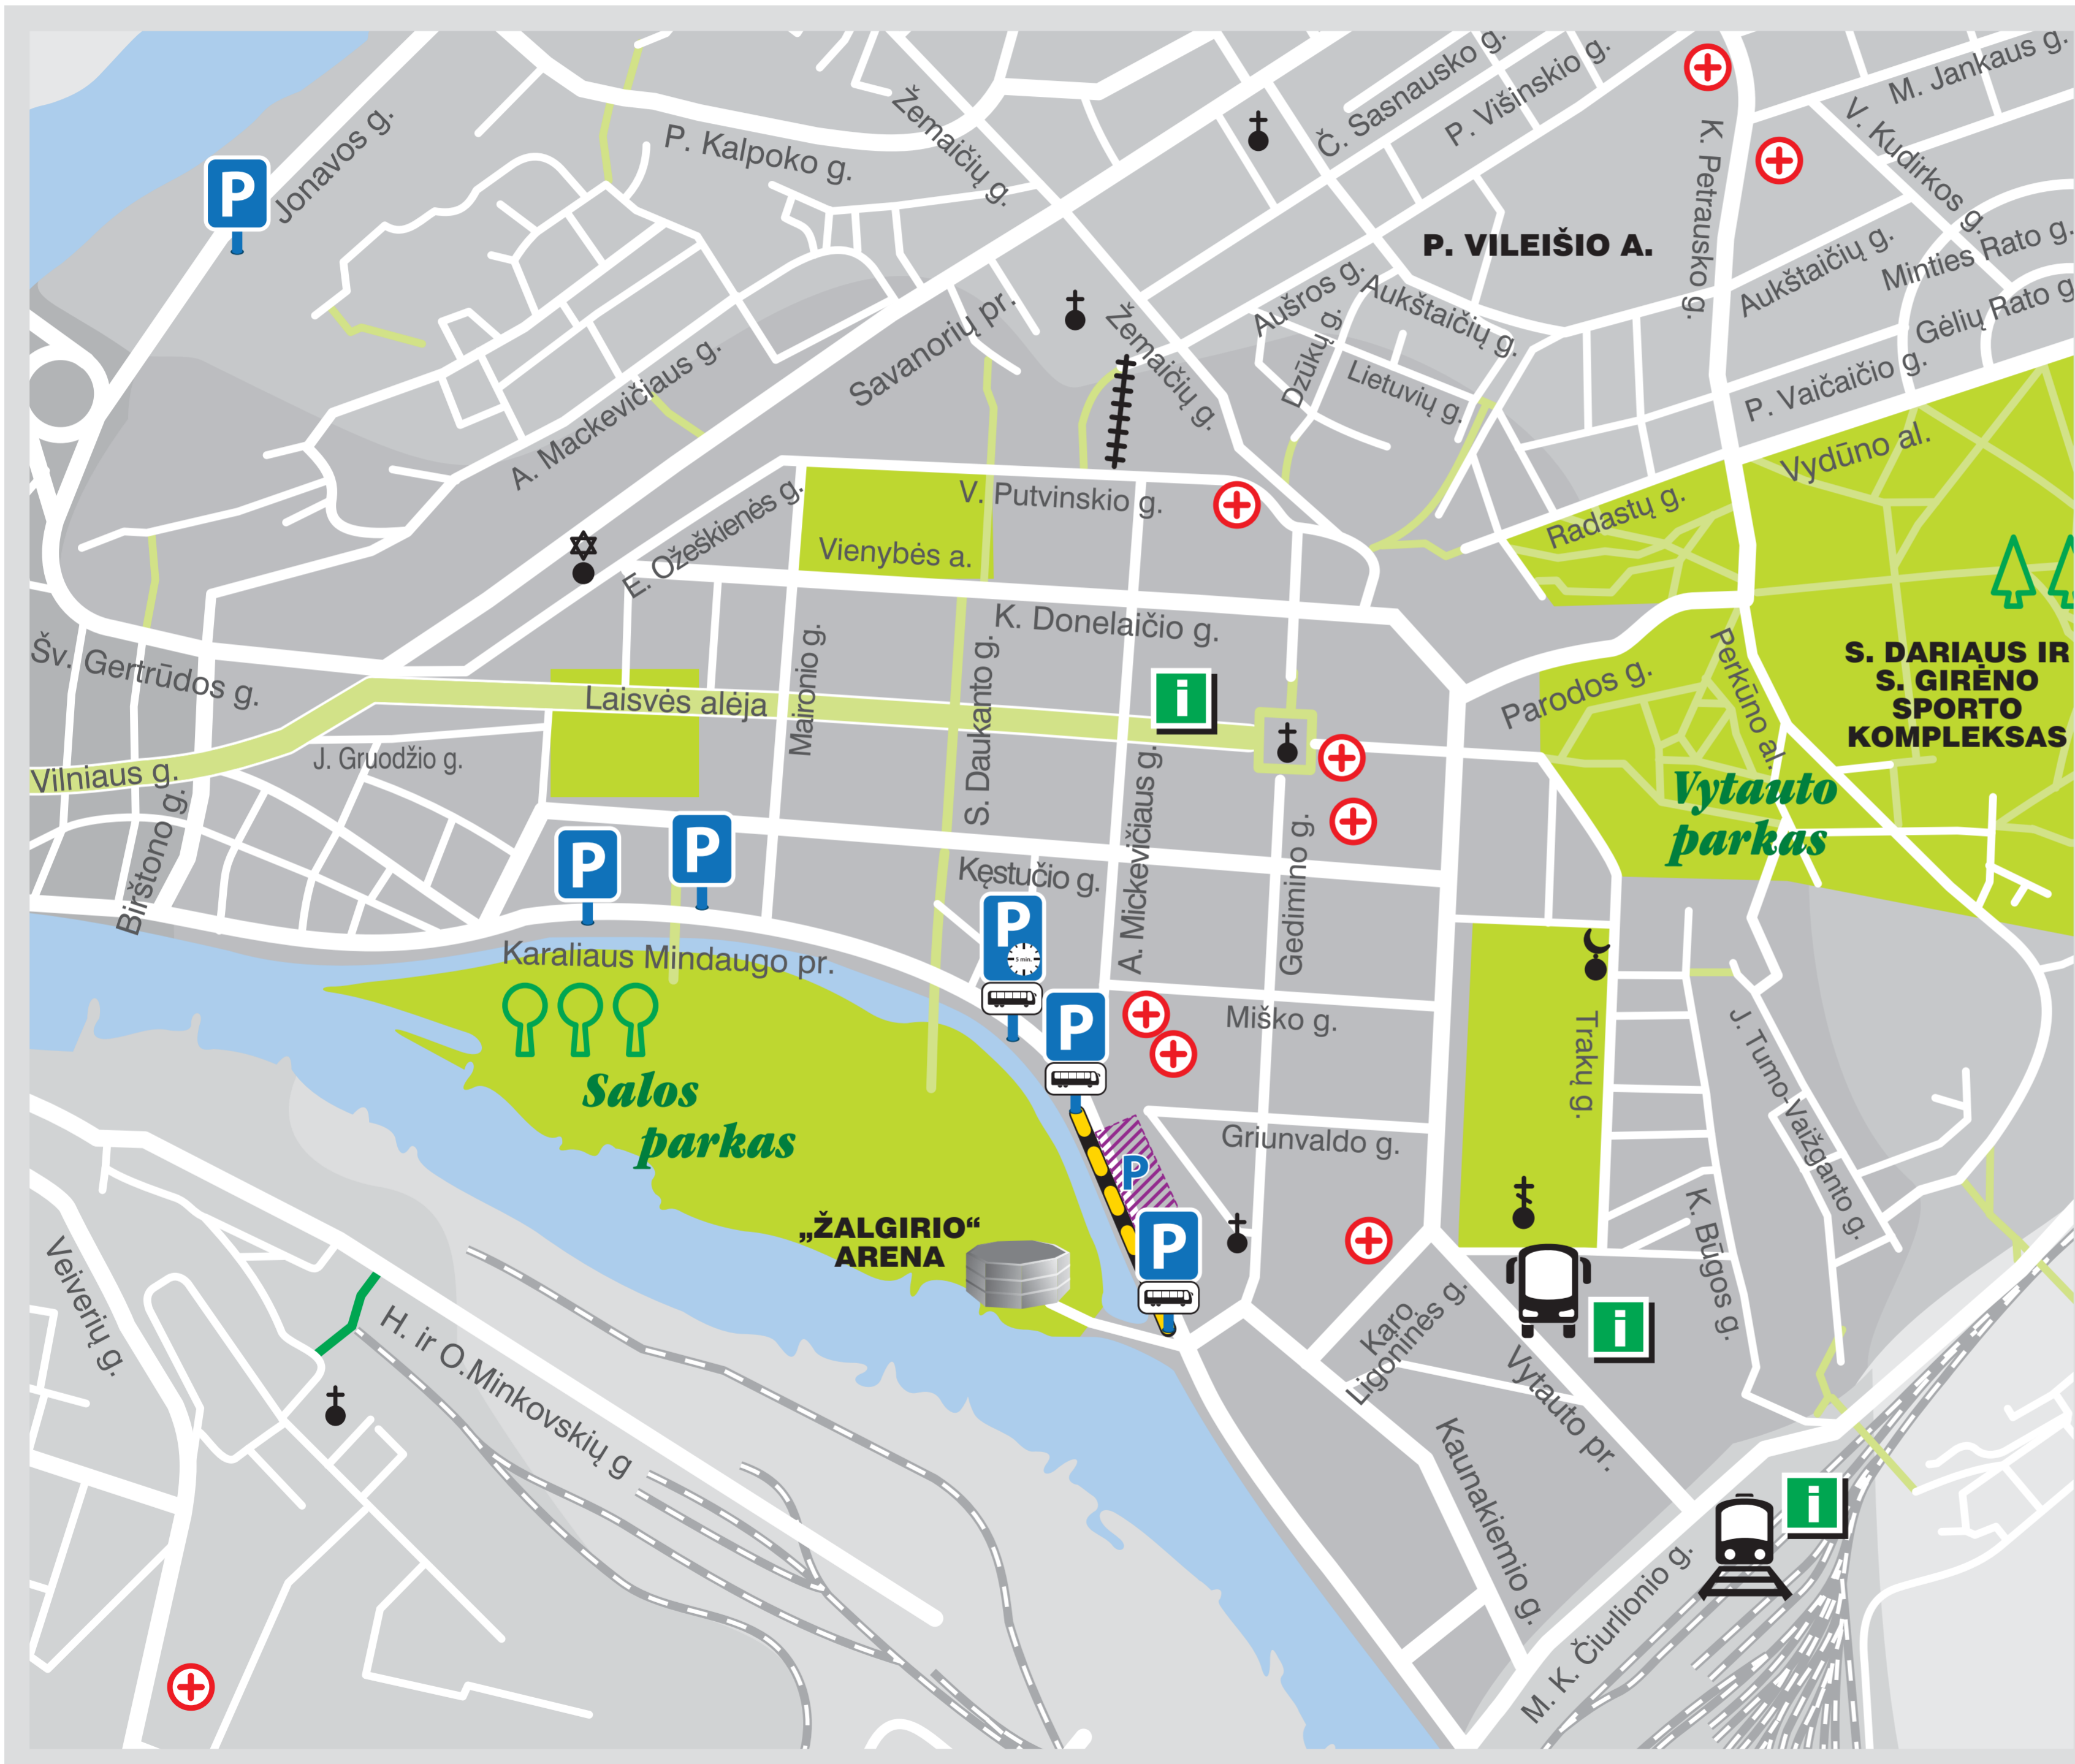 Č. Sasnausko g.
P. Višinskio g.
M. Jankaus g.
Jonavos g.
P
P. Kalpoko g.
Žemaičių g.
K. Petrausko g.
V. Kudirkos g.
P. VILEIŠIO A.
Aukštaičių g.
Minties Rato g.
Gėlių Rato g
Savanorių pr.
Žemaičių g.
Aušros g.
Aukštaičių g.
Dzūkų g.
Lietuvių g.
P. Vaičaičio g.
A. Mackevičiaus g.
Vydūno al.
E. Ožeškienės g.
V. Putvinskio g.
Radastų g.
Vienybės a.
K. Donelaičio g.
Šv. Gertrūdos g.
Laisvės alėja
Maironio g.
S. Daukanto g.
i
Parodos g.
Perkūno al.
S. DARIAUS IR
S. GIRĖNO
SPORTO
KOMPLEKSAS
J. Gruodžio g.
Vilniaus g.
Birštono g.
A. Mickevičiaus g.
Gedimino g.
Vytauto
parkas
P
P
Kęstučio g.
P
5 min.
Karaliaus Mindaugo pr.
P
Miško g.
Trakų g.
J. Tumo-Vaižganto g.
Salos
parkas
P
Griunvaldo g.
„ŽALGIRIO“
ARENA
P
K. Būgos g.
Veiverių g.
H. ir O.Minkovskių g
Karo
Ligoninės g.
i
Vytauto pr.
Kaunakiemio g.
i
M. K. Čiurlionio g.